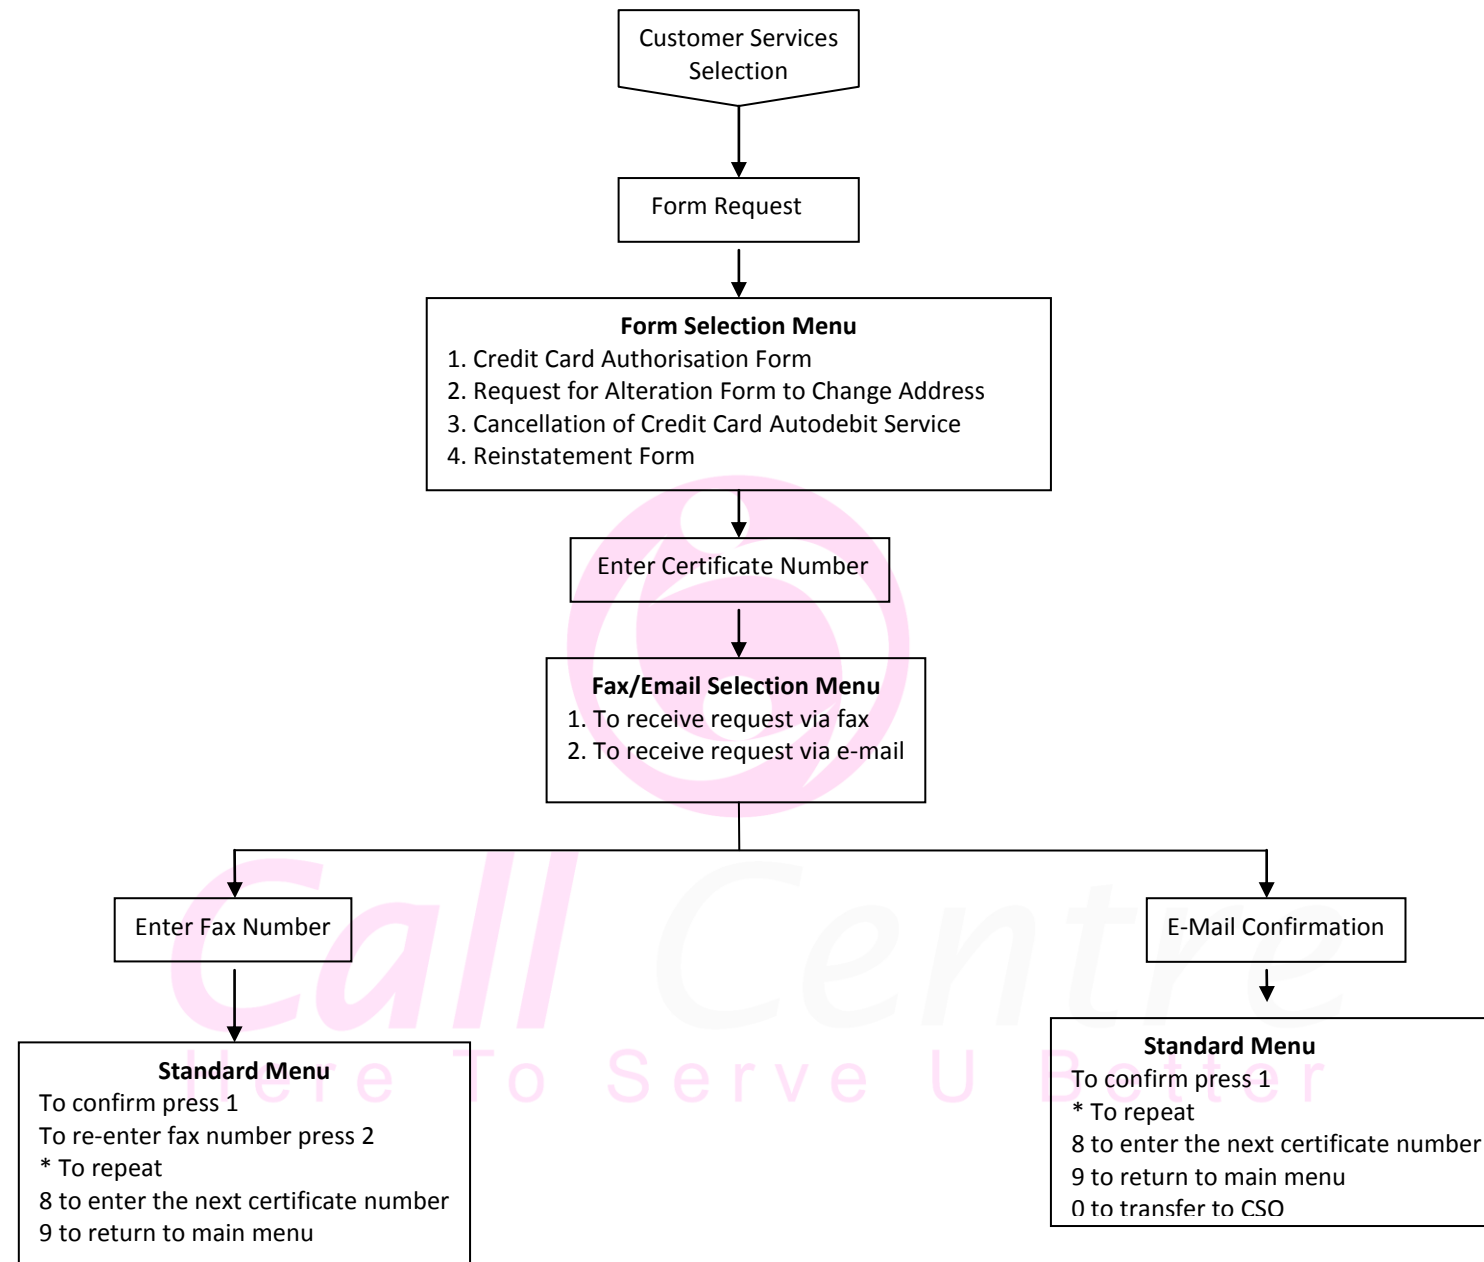 Customer Services
Selection
Form Request
Form Selection Menu
1. Credit Card Authorisation Form
2. Request for Alteration Form to Change Address
3. Cancellation of Credit Card Autodebit Service
4. Reinstatement Form
Enter Certificate Number
Fax/Email Selection Menu
1. To receive request via fax
2. To receive request via e-mail
Enter Fax Number
E-Mail Confirmation
Call Centre
Here To Serve U Better
Standard Menu
To confirm press 1
To re-enter fax number press 2
* To repeat
8 to enter the next certificate number
9 to return to main menu
Standard Menu
To confirm press 1
* To repeat
8 to enter the next certificate number
9 to return to main menu
0 to transfer to CSO